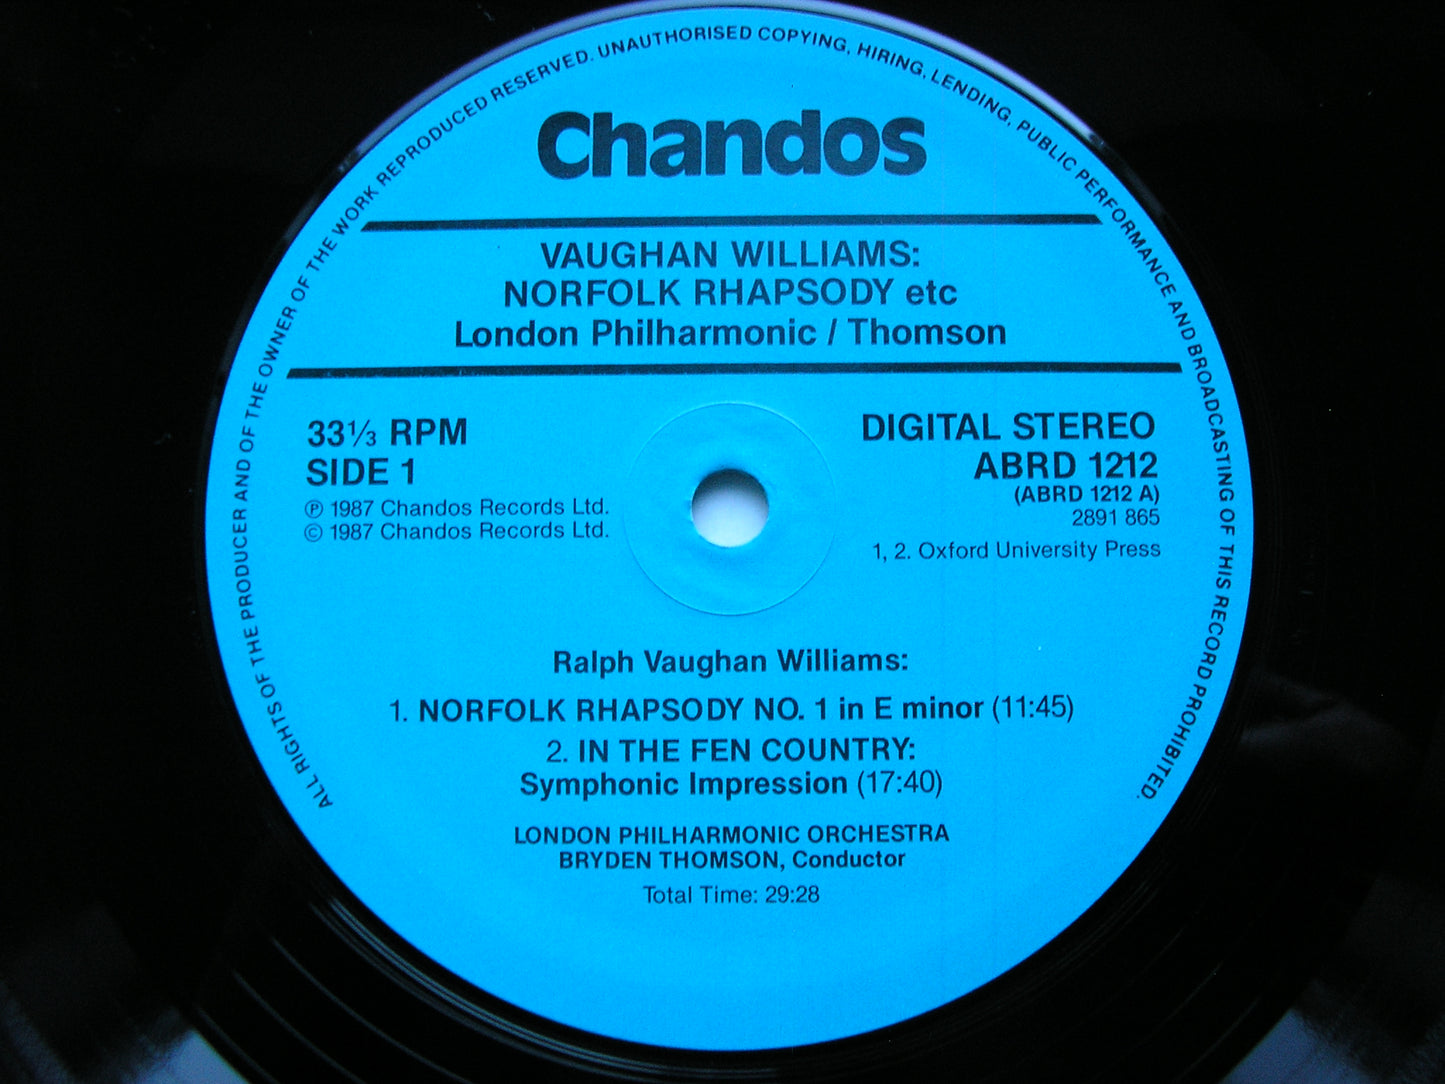 ALL RIGHTS OF THE PRODUCER AND OF THE OWNER OF THE WORK REPRODUCED RESERVED. UNAUTHORISED COPYING, HIRING, LENDING, PUBLIC PERFORMANCE AND BROADCASTING OF THIS RECORD PROHIBITED.
Chandos
VAUGHAN WILLIAMS:
NORFOLK RHAPSODY etc
London Philharmonic / Thomson
33⅓ RPM
SIDE 1
℗ 1987 Chandos Records Ltd.
© 1987 Chandos Records Ltd.
DIGITAL STEREO
ABRD 1212
(ABRD 1212 A)
2891 865
1, 2. Oxford University Press
Ralph Vaughan Williams:
1. NORFOLK RHAPSODY NO. 1 in E minor (11:45)
2. IN THE FEN COUNTRY:
Symphonic Impression (17:40)
LONDON PHILHARMONIC ORCHESTRA
BRYDEN THOMSON, Conductor
Total Time: 29:28